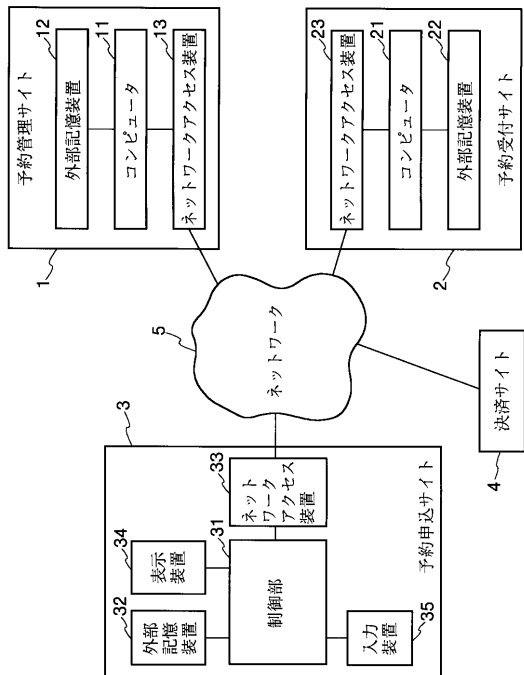 予約管理サイト
12
外部記憶装置
11
コンピュータ
13
ネットワークアクセス装置
1
23
ネットワークアクセス装置
21
コンピュータ
22
外部記憶装置
予約受付サイト
2
5
ネットワーク
決済サイト
4
3
33
ネット
ワーク
アクセス
装置
34
表示
装置
31
制御部
32
外部
記憶
装置
入力
装置
35
予約申込サイト